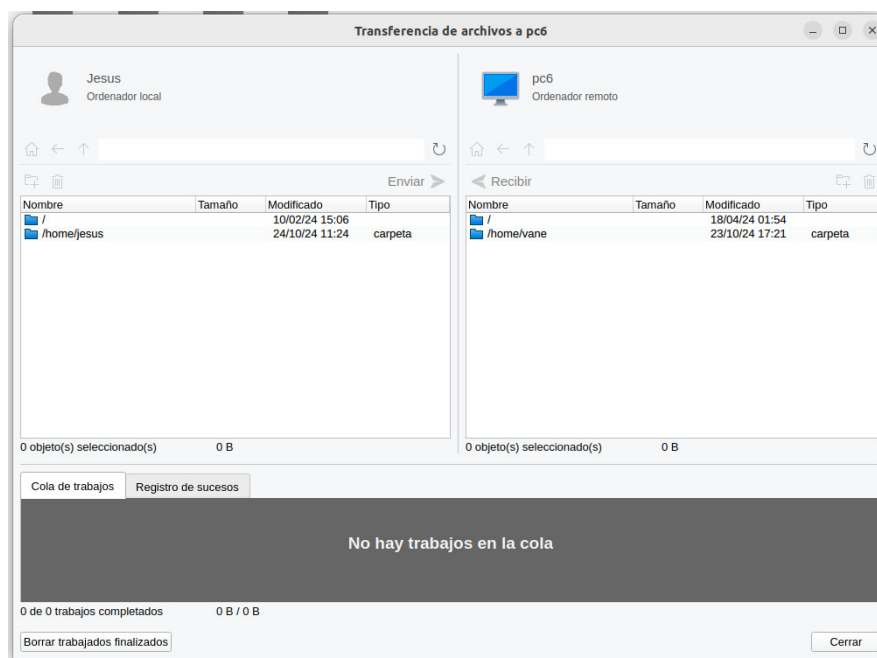 Transferencia de archivos a pc6
Jesus
Ordenador local
Enviar
Nombre Tamaño Modificado Tipo
/ 10/02/24 15:06
/home/jesus 24/10/24 11:24 carpeta
0 objeto(s) seleccionado(s) 0 B
pc6
Ordenador remoto
Recibir
Nombre Tamaño Modificado Tipo
/ 18/04/24 01:54
/home/vane 23/10/24 17:21 carpeta
0 objeto(s) seleccionado(s) 0 B
Cola de trabajos Registro de sucesos
No hay trabajos en la cola
0 de 0 trabajos completados 0 B / 0 B
Borrar trabajados finalizados Cerrar